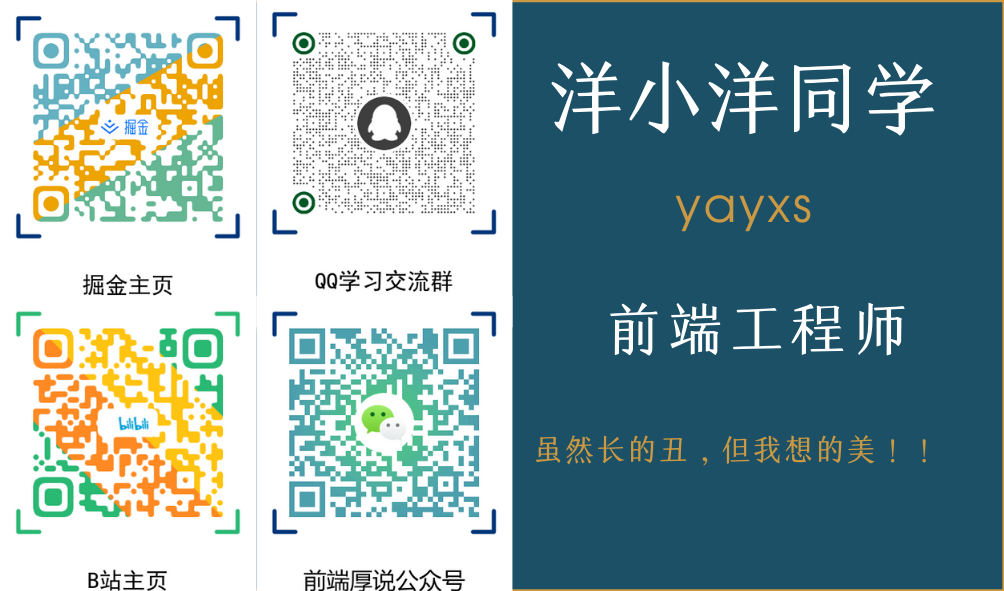 掘金
掘金主页
QQ学习交流群
bilibili
B站主页
前端厚说公众号
洋小洋同学
yayxs
前端工程师
虽然长的丑，但我想的美！！